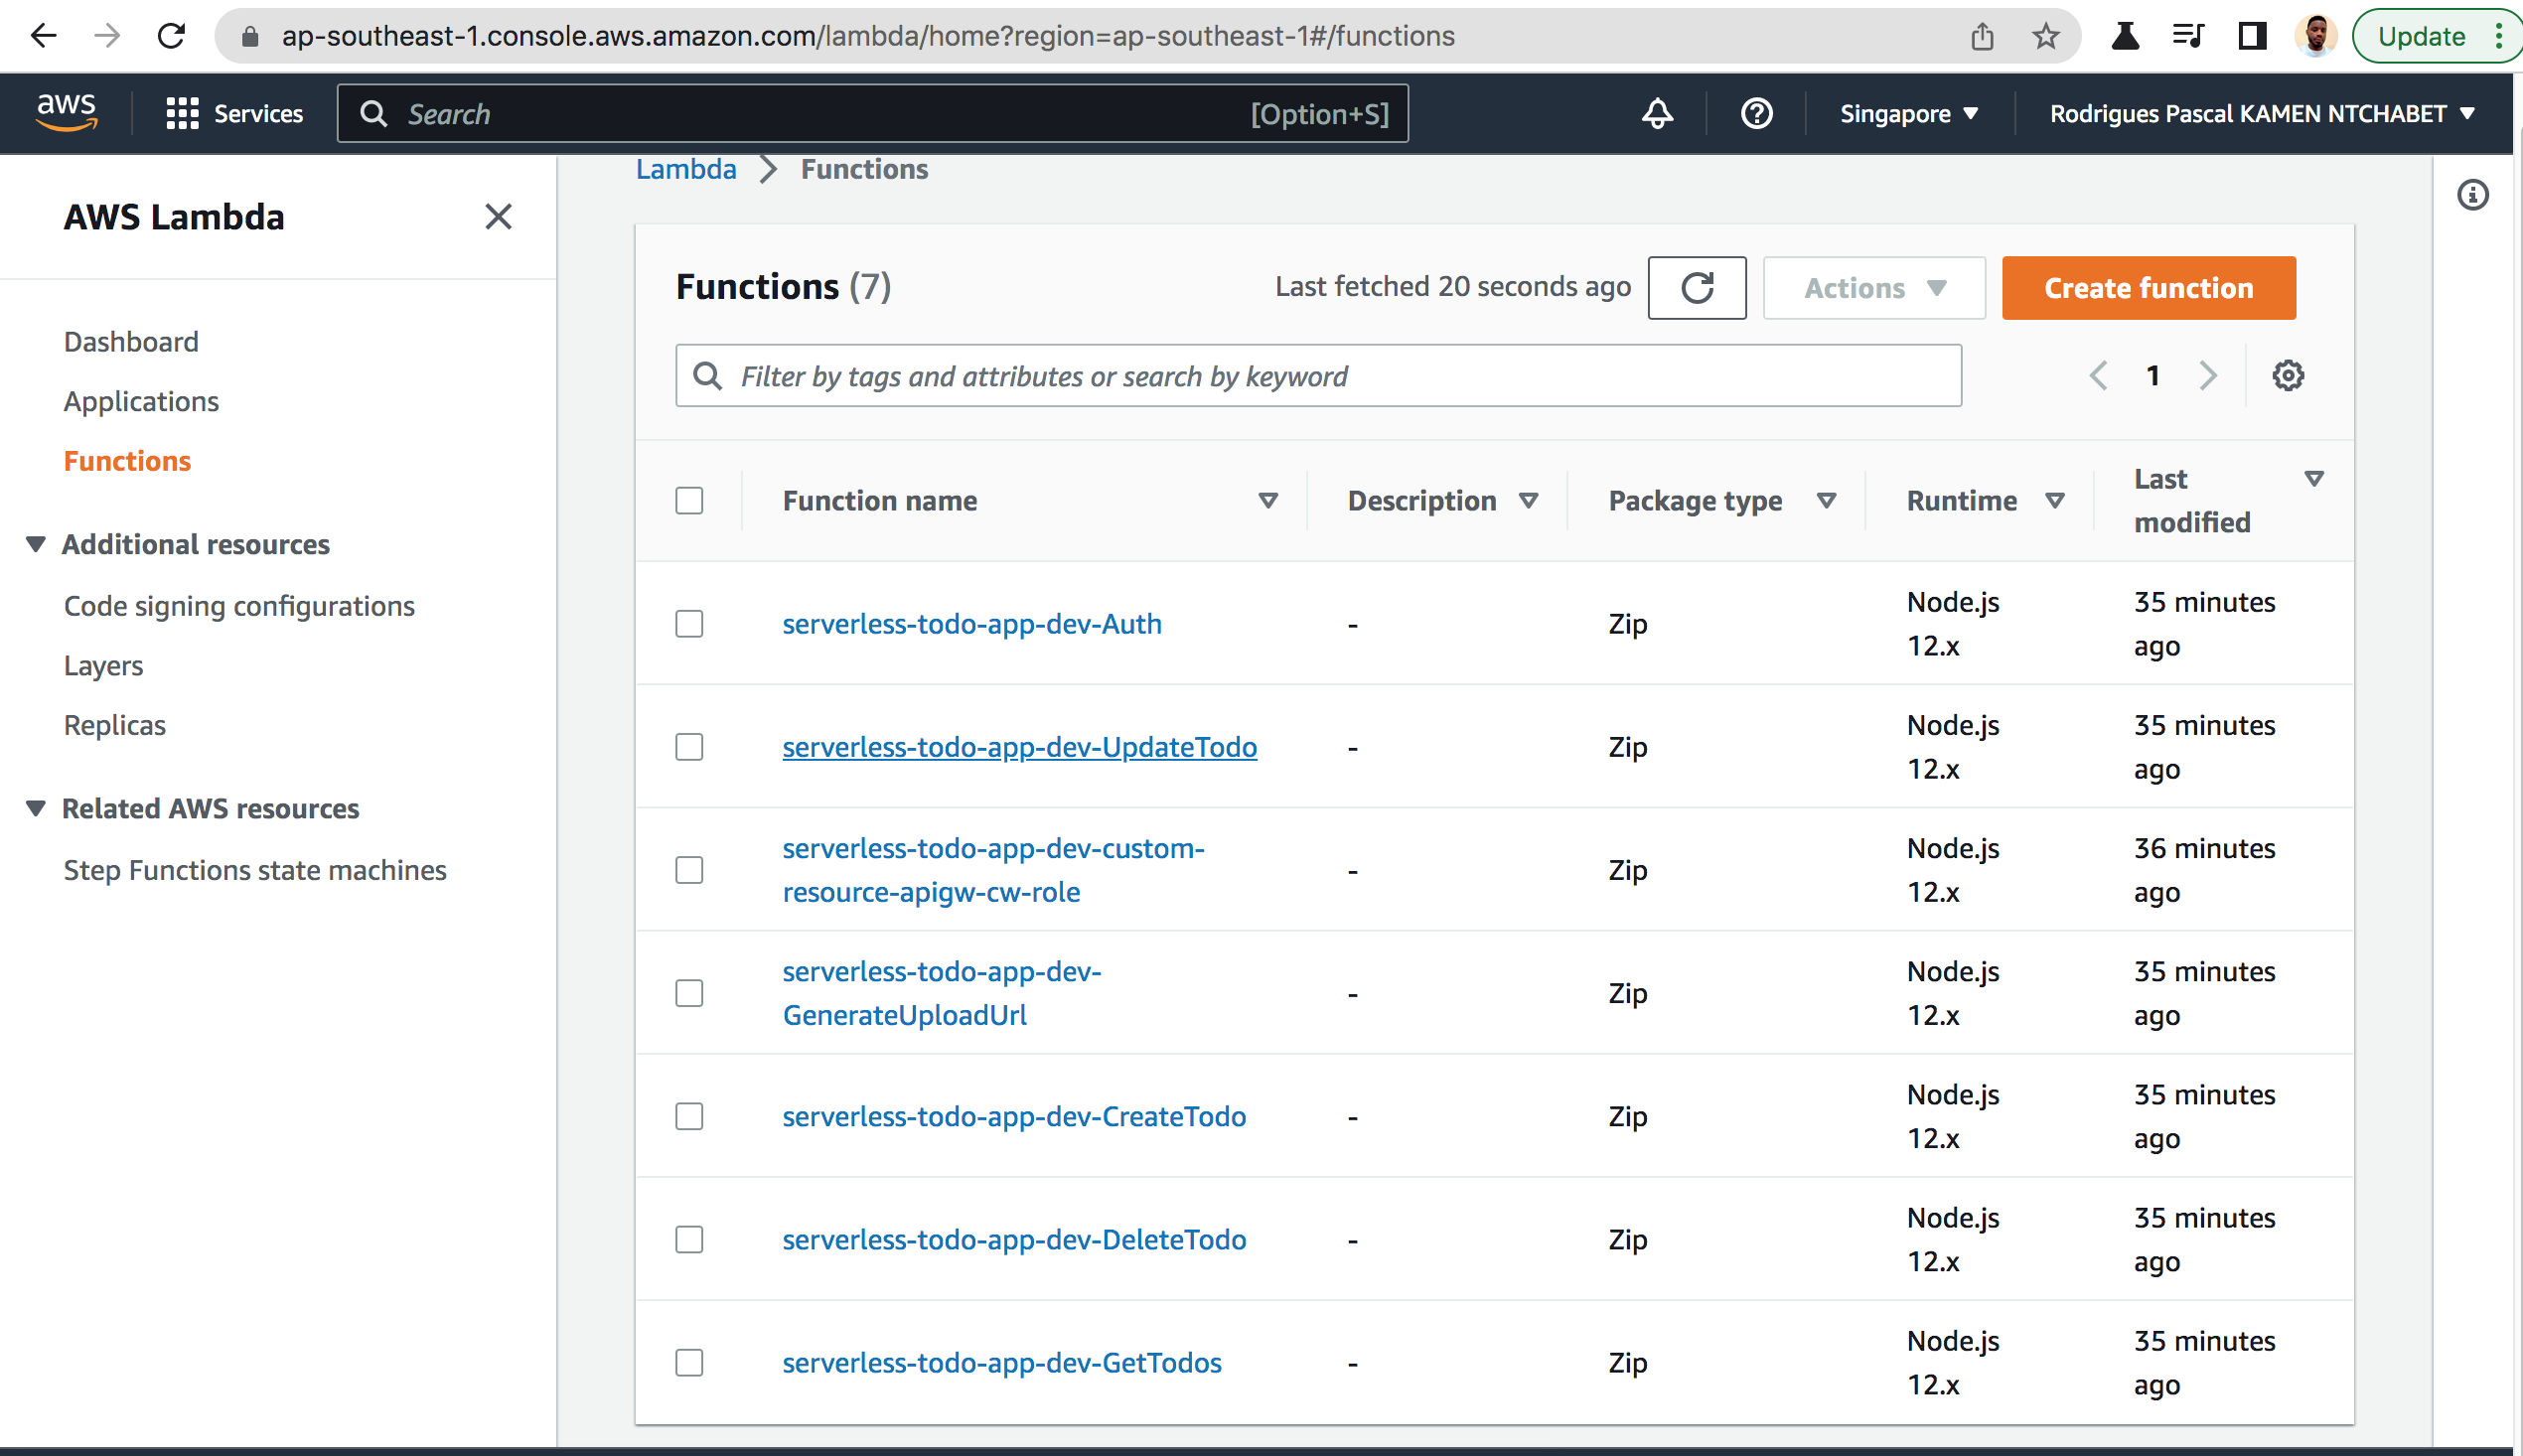 ap-southeast-1.console.aws.amazon.com/lambda/home?region=ap-southeast-1#/functions
Update
aws
Services
Search
[Option+S]
Singapore
Rodrigues Pascal KAMEN NTCHABET
Lambda
Functions
AWS Lambda
Dashboard
Applications
Functions
Additional resources
Code signing configurations
Layers
Replicas
Related AWS resources
Step Functions state machines
Functions (7)
Last fetched 20 seconds ago
Actions
Create function
Filter by tags and attributes or search by keyword
1
Function name
Description
Package type
Runtime
Last
modified
serverless-todo-app-dev-Auth
-
Zip
Node.js
12.x
35 minutes
ago
serverless-todo-app-dev-UpdateTodo
-
Zip
Node.js
12.x
35 minutes
ago
serverless-todo-app-dev-custom-
resource-apigw-cw-role
-
Zip
Node.js
12.x
36 minutes
ago
serverless-todo-app-dev-
GenerateUploadUrl
-
Zip
Node.js
12.x
35 minutes
ago
serverless-todo-app-dev-CreateTodo
-
Zip
Node.js
12.x
35 minutes
ago
serverless-todo-app-dev-DeleteTodo
-
Zip
Node.js
12.x
35 minutes
ago
serverless-todo-app-dev-GetTodos
-
Zip
Node.js
12.x
35 minutes
ago